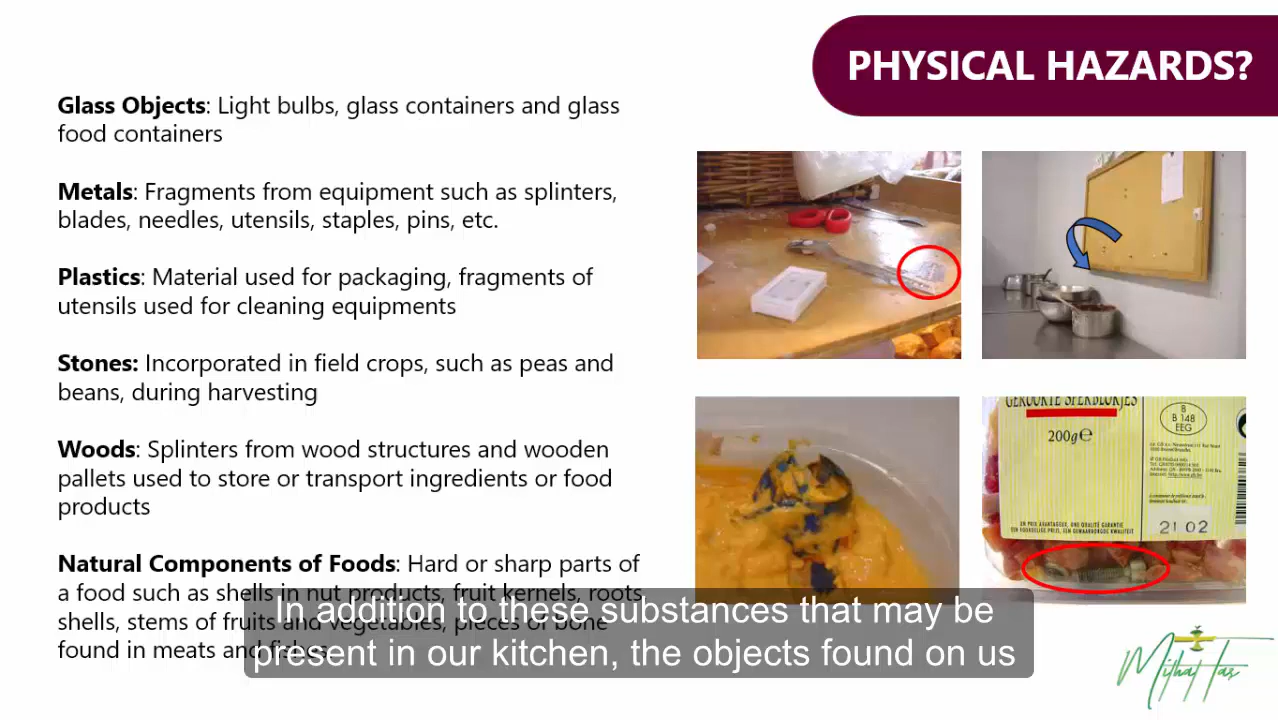 PHYSICAL HAZARDS?
Glass Objects: Light bulbs, glass containers and glass
food containers
Metals: Fragments from equipment such as splinters,
blades, needles, utensils, staples, pins, etc.
Plastics: Material used for packaging, fragments of
utensils used for cleaning equipments
Stones: Incorporated in field crops, such as peas and
beans, during harvesting
Woods: Splinters from wood structures and wooden
pallets used to store or transport ingredients or food
products
Natural Components of Foods: Hard or sharp parts of
a food such as shells in nut products, fruit kernels, roots
shells, stems of fruits and vegetables, pieces of bone
found in meats and fishes
In addition to these substances that may be
present in our kitchen, the objects found on us
200g e
B
B 148
EEG
21 02
Mithat Tas